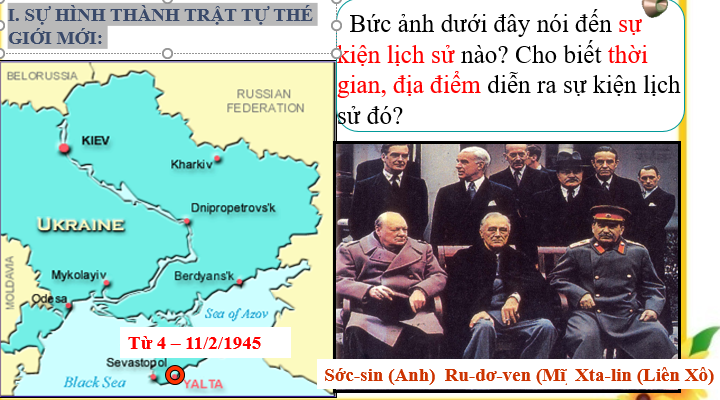 I. SỰ HÌNH THÀNH TRẬT TỰ THẾ
GIỚI MỚI:
Bức ảnh dưới đây nói đến sự
kiện lịch sử nào? Cho biết thời
gian, địa điểm diễn ra sự kiện lịch
sử đó?
BELORUSSIA
RUSSIAN
FEDERATION
KIEV
Kharkiv
Dnipropetrovs'k
UKRAINE
MOLDAVIA
Mykolayiv
Berdyans'k
Odesa
Sea of Azov
Từ 4 – 11/2/1945
Sevastopol
Black Sea
YALTA
Sớc-sin (Anh) Ru-dơ-ven (Mĩ) Xta-lin (Liên Xô)